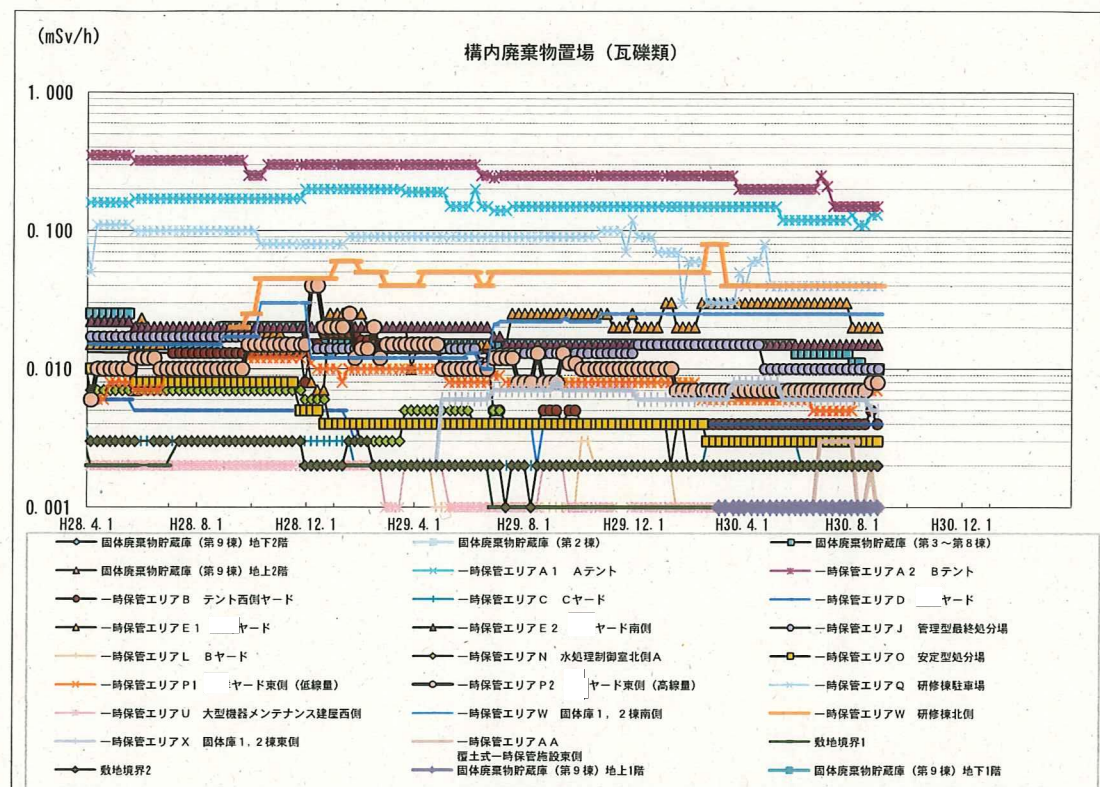 (mSv/h)
構内廃棄物置場（瓦礫類）
1.000
0.100
0.010
0.001
H28.4.1 H28.8.1 H28.12.1 H29.4.1 H29.8.1 H29.12.1 H30.4.1 H30.8.1 H30.12.1
固体廃棄物貯蔵庫（第9棟）地下2階 固体廃棄物貯蔵庫（第2棟） 固体廃棄物貯蔵庫（第3～第8棟）
固体廃棄物貯蔵庫（第9棟）地上2階 一時保管エリアA1 Aテント 一時保管エリアA2 Bテント
一時保管エリアB テント西側ヤード 一時保管エリアC Cヤード 一時保管エリアD ヤード
一時保管エリアE1 ヤード 一時保管エリアE2 ヤード南側 一時保管エリアJ 管理型最終処分場
一時保管エリアL Bヤード 一時保管エリアN 水処理制御室北側A 一時保管エリアO 安定型処分場
一時保管エリアP1 ヤード東側（低線量） 一時保管エリアP2 ヤード東側（高線量） 一時保管エリアQ 研修棟駐車場
一時保管エリアU 大型機器メンテナンス建屋西側 一時保管エリアW 固体庫1,2棟南側 一時保管エリアW 研修棟北側
一時保管エリアX 固体庫1,2棟東側 一時保管エリアAA 覆土式一時保管施設東側 敷地境界1
敷地境界2 固体廃棄物貯蔵庫（第9棟）地上1階 固体廃棄物貯蔵庫（第9棟）地下1階